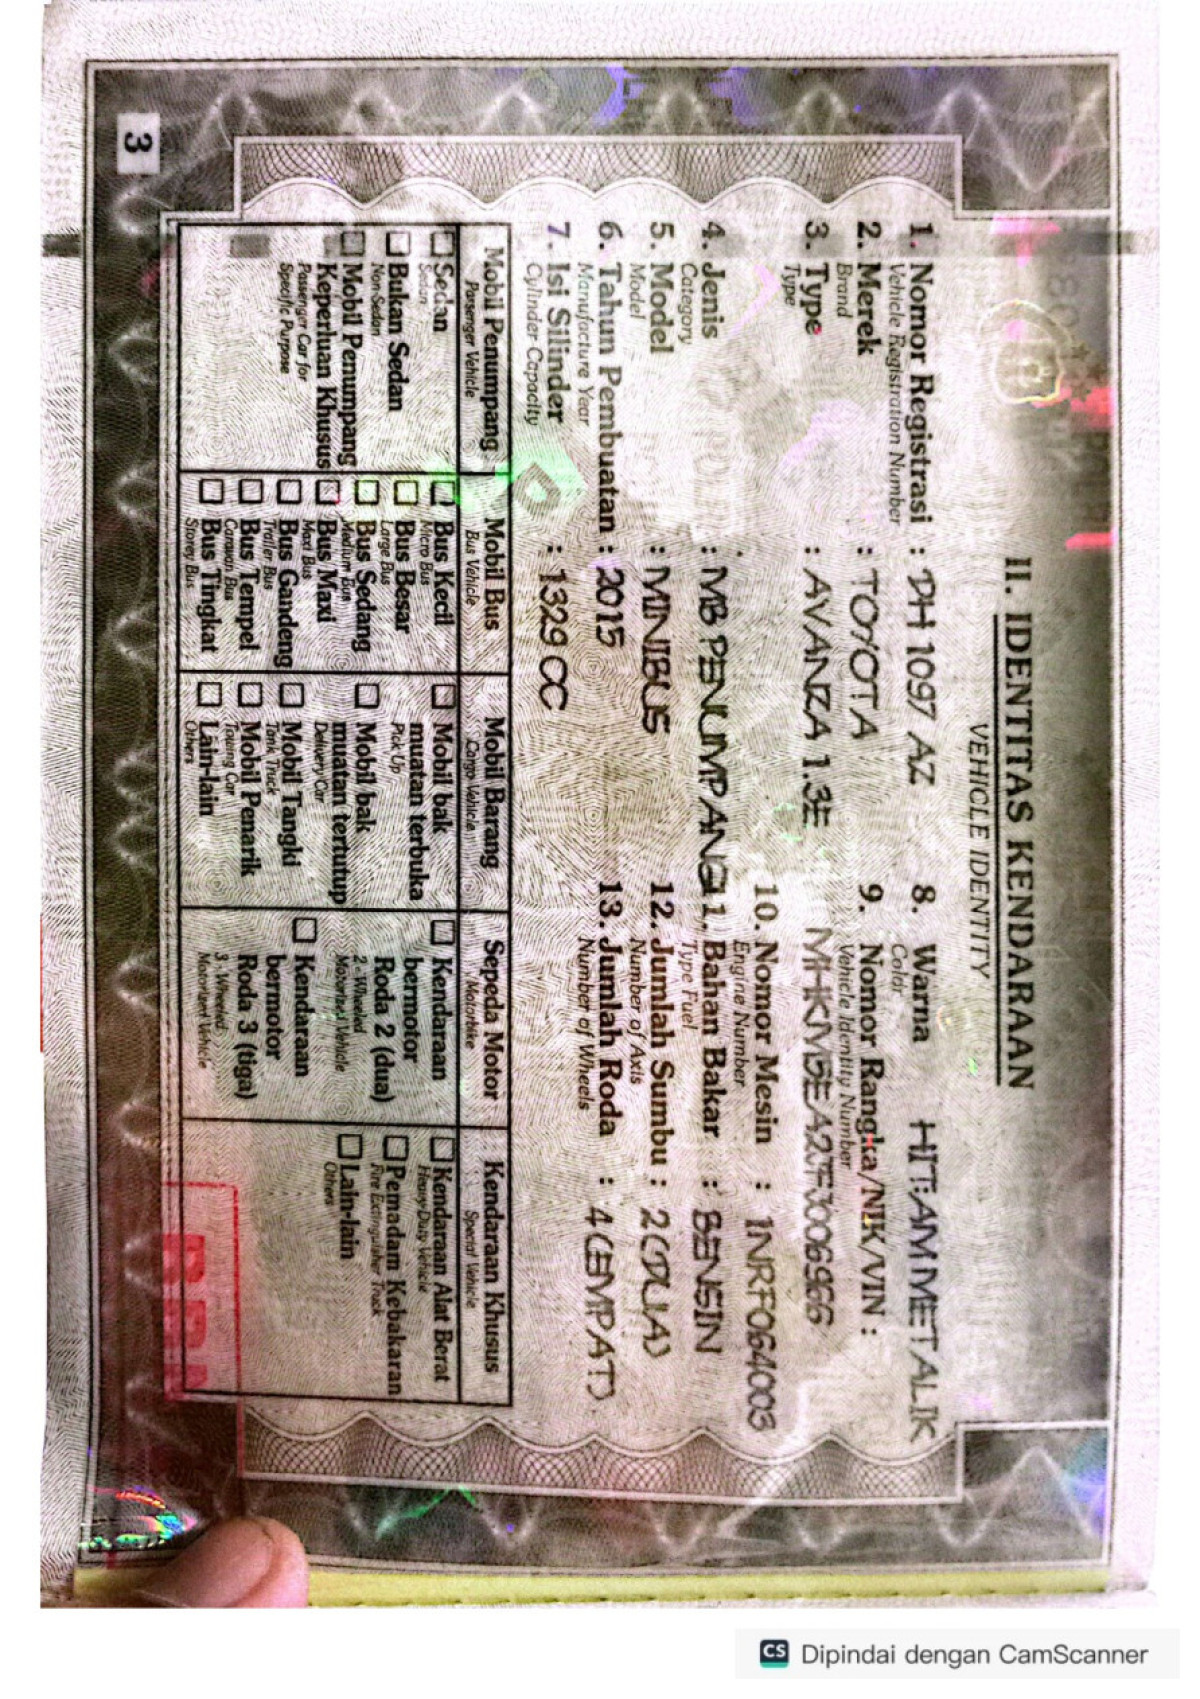 II. IDENTITAS KENDARAAN
VEHICLE IDENTITY
1. Nomor Registrasi : DH 1097 AZ
Vehicle Registration Number
2. Merek : TOYOTA
Brand
3. Type : AVANZA 1.3E
Type
4. Jenis : MB PENUMPANG
Category
5. Model : MINIBUS
Model
6. Tahun Pembuatan : 2015
Manufacture Year
7. Isi Silinder : 1329 CC
Cylinder Capacity
8. Warna HITAM METALIK
Color
9. Nomor Rangka/NIK/VIN :
Vehicle Identity Number
10. Nomor Mesin : 1NRF064003
Engine Number
11. Bahan Bakar : BENSIN
Type Fuel
12. Jumlah Sumbu : 2 (DUA)
Number of Axis
13. Jumlah Roda : 4 (EMPAT)
Number of Wheels
Mobil Penumpang
Passenger Vehicle
Sedan
Sedan
Bukan Sedan
Non-Sedan
Mobil Penumpang
Keperluan Khusus
Passenger Car for
Specific Purpose
Mobil Bus
Bus Vehicle
Bus Kecil
Micro Bus
Bus Besar
Large Bus
Bus Sedang
Medium Bus
Bus Maxi
Maxi Bus
Bus Gandeng
Trailer Bus
Bus Tempel
Caravan Bus
Bus Tingkat
Storey Bus
Mobil Barang
Cargo Vehicle
Mobil bak
muatan terbuka
Pick Up
Mobil bak
muatan tertutup
Delivery Car
Mobil Tangki
Tank Truck
Mobil Penarik
Towing Car
Lain-lain
Others
Sepeda Motor
Motorbike
Kendaraan
bermotor
Roda 2 (dua)
2-Wheeled
Motorized Vehicle
Kendaraan
bermotor
Roda 3 (tiga)
3 Wheered
Motorized Vehicle
Kendaraan Khusus
Special Vehicle
Kendaraan Alat Berat
Heavy-Duty Vehicle
Pemadam Kebakaran
Fire Extinguisher Truck
Lain-lain
Others
3
CS Dipindai dengan CamScanner